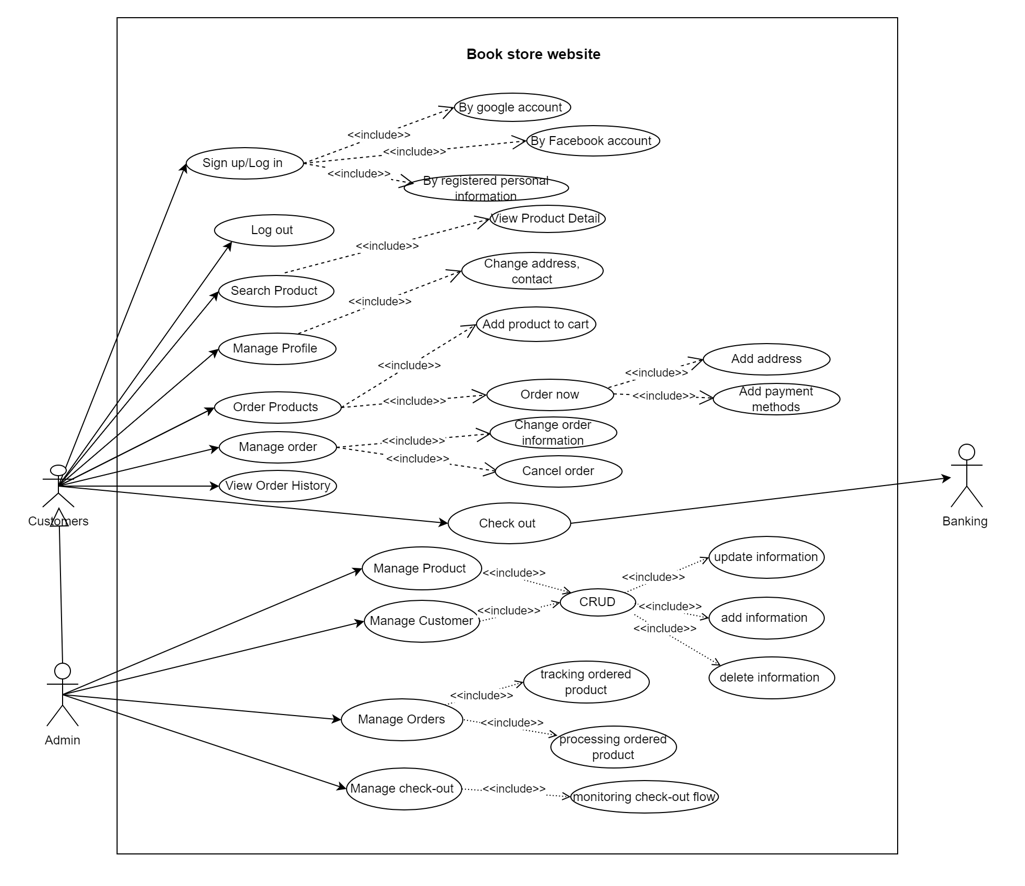 Book store website
By google account
<<include>>
By Facebook account
<<include>>
Sign up/Log in
<<include>>
By registered personal
information
View Product Detail
Log out
<<include>>
Change address,
contact
Search Product
<<include>>
Add product to cart
Manage Profile
<<include>>
Add address
<<include>>
Order now
<<include>>
Add payment
methods
Order Products
<<include>>
Change order
information
Manage order
<<include>>
<<include>>
Cancel order
View Order History
Customers
Check out
Banking
Manage Product
<<include>>
update information
<<include>>
CRUD
Manage Customer
<<include>>
<<include>>
add information
<<include>>
delete information
tracking ordered
product
<<include>>
Manage Orders
<<include>>
processing ordered
product
Admin
Manage check-out
<<include>>
monitoring check-out flow